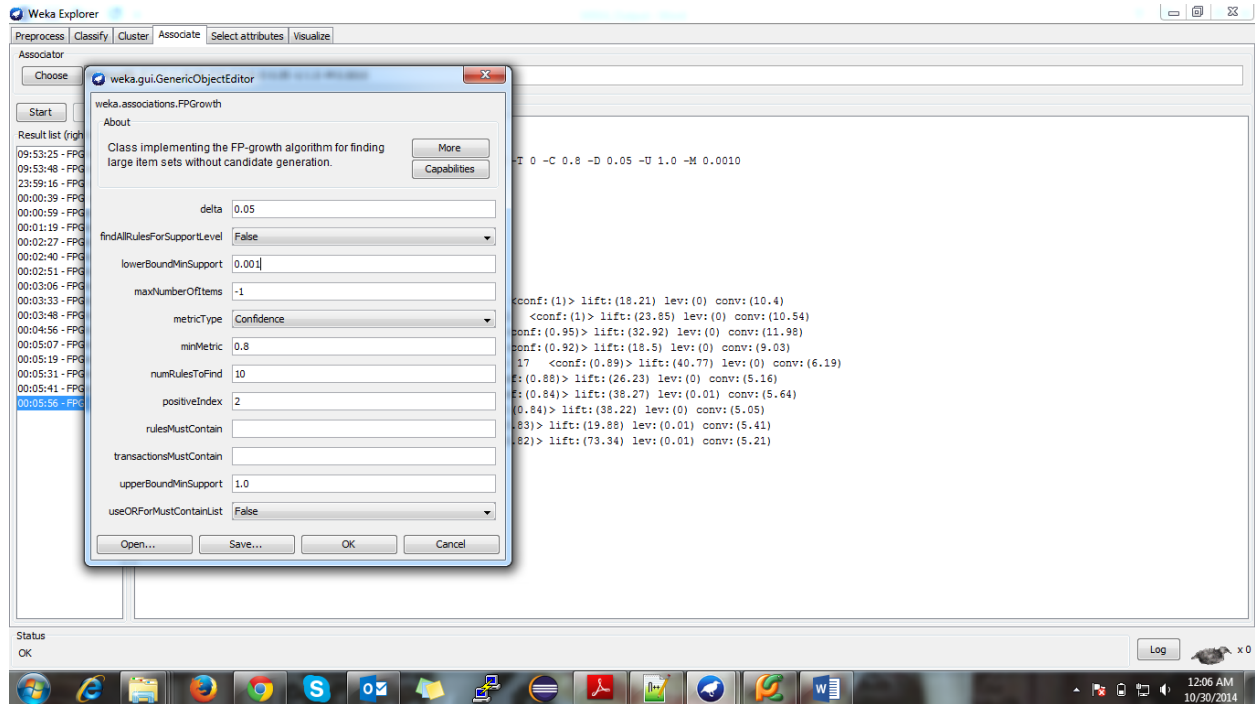 Weka Explorer
Preprocess Classify Cluster Associate Select attributes Visualize
Associator
Choose
Start
Result list (righ
09:53:25 - FPG
09:53:48 - FPG
23:59:16 - FPG
00:00:39 - FPG
00:00:59 - FPG
00:01:19 - FPG
00:02:27 - FPG
00:02:40 - FPG
00:02:51 - FPG
00:03:06 - FPG
00:03:33 - FPG
00:03:48 - FPG
00:04:56 - FPG
00:05:07 - FPG
00:05:19 - FPG
00:05:31 - FPG
00:05:41 - FPG
00:05:56 - FPG
weka.gui.GenericObjectEditor
weka.associations.FPGrowth
About
Class implementing the FP-growth algorithm for finding
large item sets without candidate generation.
More
Capabilities
delta 0.05
findAllRulesForSupportLevel False
lowerBoundMinSupport 0.001
maxNumberOfItems -1
metricType Confidence
minMetric 0.8
numRulesToFind 10
positiveIndex 2
rulesMustContain
transactionsMustContain
upperBoundMinSupport 1.0
useORForMustContainList False
Open... Save... OK Cancel
-T 0 -C 0.8 -D 0.05 -U 1.0 -M 0.0010
<conf:(1)> lift:(18.21) lev:(0) conv:(10.4)
<conf:(1)> lift:(23.85) lev:(0) conv:(10.54)
conf:(0.95)> lift:(32.92) lev:(0) conv:(11.98)
conf:(0.92)> lift:(18.5) lev:(0) conv:(9.03)
17 <conf:(0.89)> lift:(40.77) lev:(0) conv:(6.19)
f:(0.88)> lift:(26.23) lev:(0) conv:(5.16)
f:(0.84)> lift:(38.27) lev:(0.01) conv:(5.64)
(0.84)> lift:(38.22) lev:(0) conv:(5.05)
.83)> lift:(19.88) lev:(0.01) conv:(5.41)
.82)> lift:(73.34) lev:(0.01) conv:(5.21)
Status
OK
Log
x 0
12:06 AM
10/30/2014